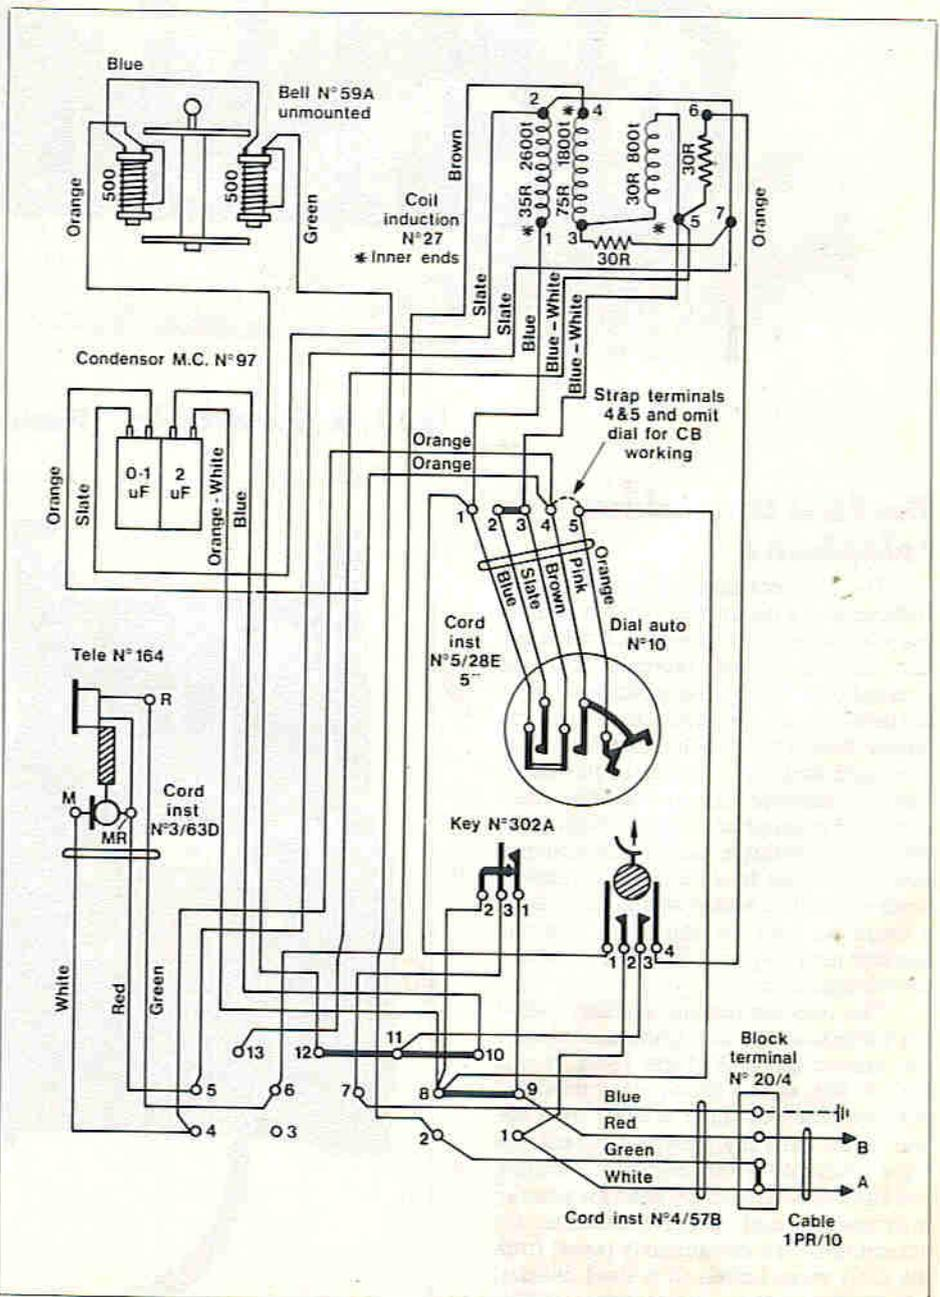 Blue
Bell N° 59A
unmounted
Orange
500
500
Green
Brown
2
* 4
6
35R 2600t
75R 1800t
30R 800t
30R
Orange
Coil
induction
N° 27
* Inner ends
* 1
3
*
5
7
30R
Slate
Slate
Blue
Blue - White
Blue - White
Condensor M.C. N° 97
Orange
Slate
0·1
uF
2
uF
Orange - White
Blue
Strap terminals
4&5 and omit
dial for CB
working
Orange
Orange
1 2 3 4 5
Blue
Slate
Brown
Pink
Orange
Cord
inst
N° 5/28E
5"
Dial auto
N° 10
Tele N° 164
R
M
MR
Cord
inst
N° 3/63D
Key N° 302A
2 3 1
1 2 3 4
White
Red
Green
13 12 11 10
5 6 7 8 9
4 3 2 1
Block
terminal
N° 20/4
Blue
Red
Green
White
B
A
Cord inst N° 4/57B
Cable
1PR/10